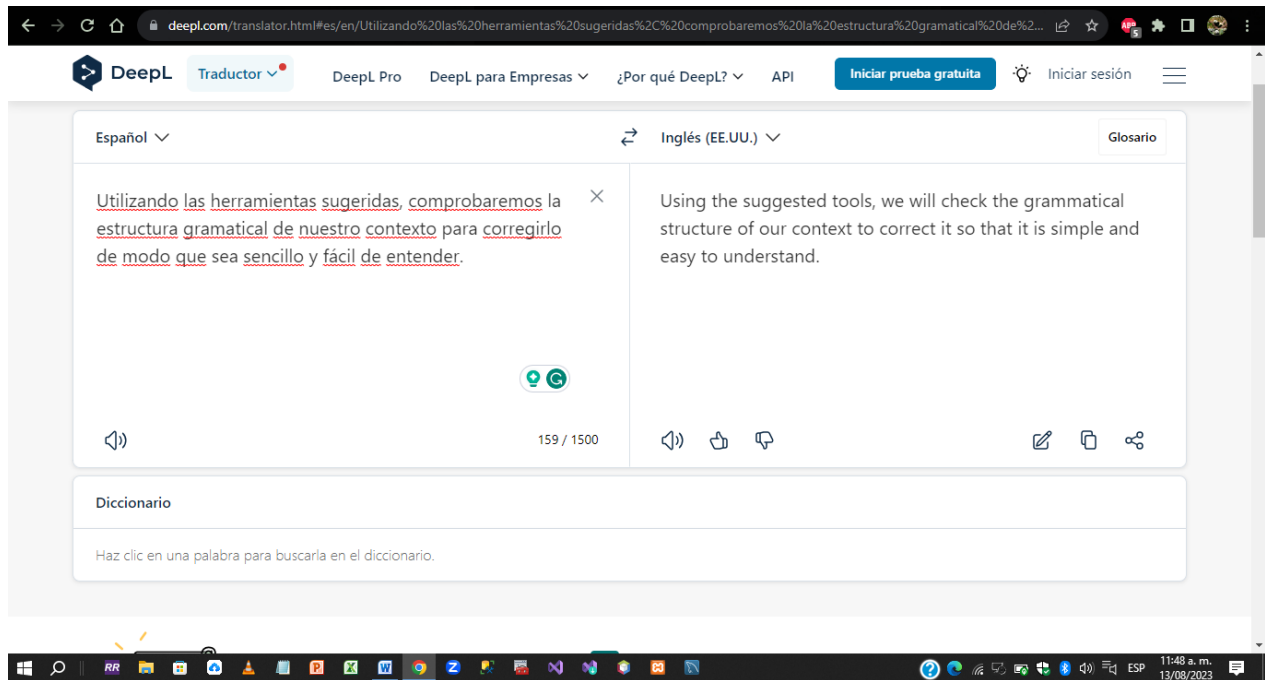 deepl.com/translator.html#es/en/Utilizando%20las%20herramientas%20sugeridas%2C%20comprobaremos%20la%20estructura%20gramatical%20de%2...
DeepL Traductor DeepL Pro DeepL para Empresas ¿Por qué DeepL? API Iniciar prueba gratuita Iniciar sesión
Español Inglés (EE.UU.) Glosario
Utilizando las herramientas sugeridas, comprobaremos la
estructura gramatical de nuestro contexto para corregirlo
de modo que sea sencillo y fácil de entender.
Using the suggested tools, we will check the grammatical
structure of our context to correct it so that it is simple and
easy to understand.
159 / 1500
Diccionario
Haz clic en una palabra para buscarla en el diccionario.
ESP
11:48 a. m.
13/08/2023